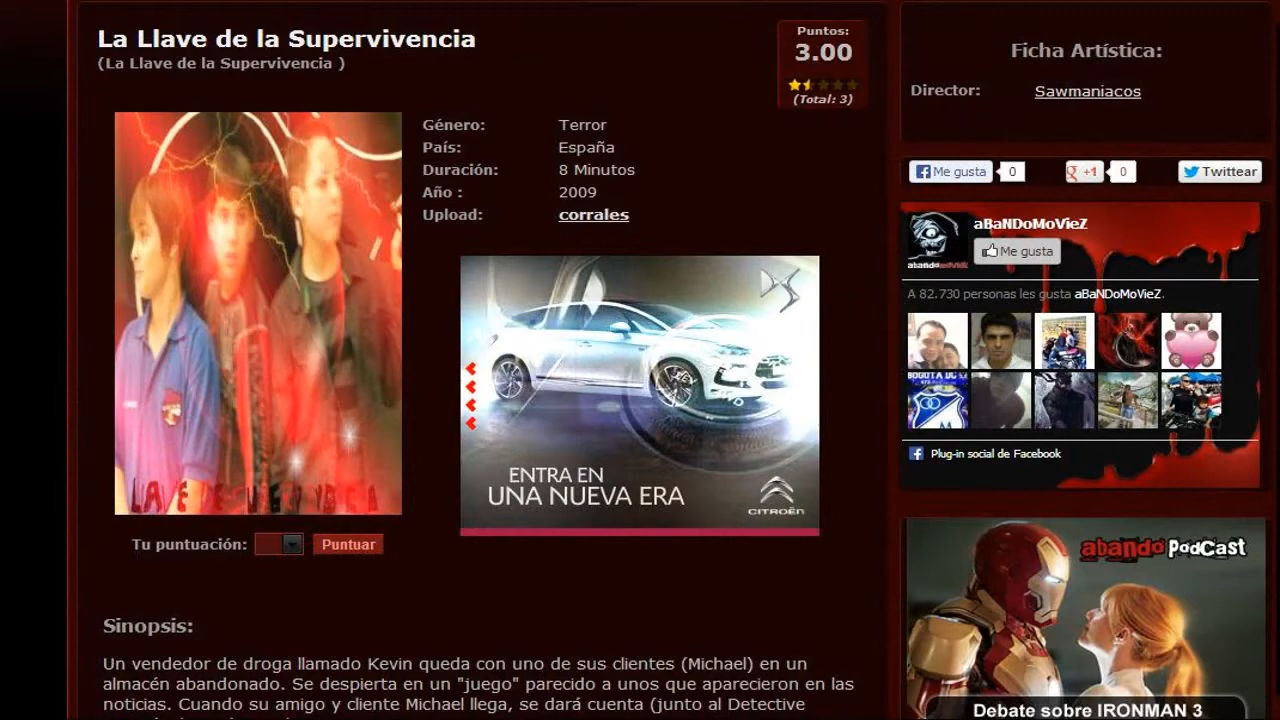 La Llave de la Supervivencia
(La Llave de la Supervivencia )
Puntos:
3.00
(Total: 3)
Género: Terror
País: España
Duración: 8 Minutos
Año : 2009
Upload: corrales
ENTRA EN
UNA NUEVA ERA
CITROËN
Tu puntuación:
Puntuar
Sinopsis:
Un vendedor de droga llamado Kevin queda con uno de sus clientes (Michael) en un
almacén abandonado. Se despierta en un "juego" parecido a unos que aparecieron en las
noticias. Cuando su amigo y cliente Michael llega, se dará cuenta (junto al Detective
Ficha Artística:
Director: Sawmaniacos
Me gusta 0
+1 0
Twittear
aBaNDoMoVieZ
Me gusta
A 82.730 personas les gusta aBaNDoMoVieZ.
BOGOTA DC
Plug-in social de Facebook
abando PodCast
Debate sobre IRONMAN 3